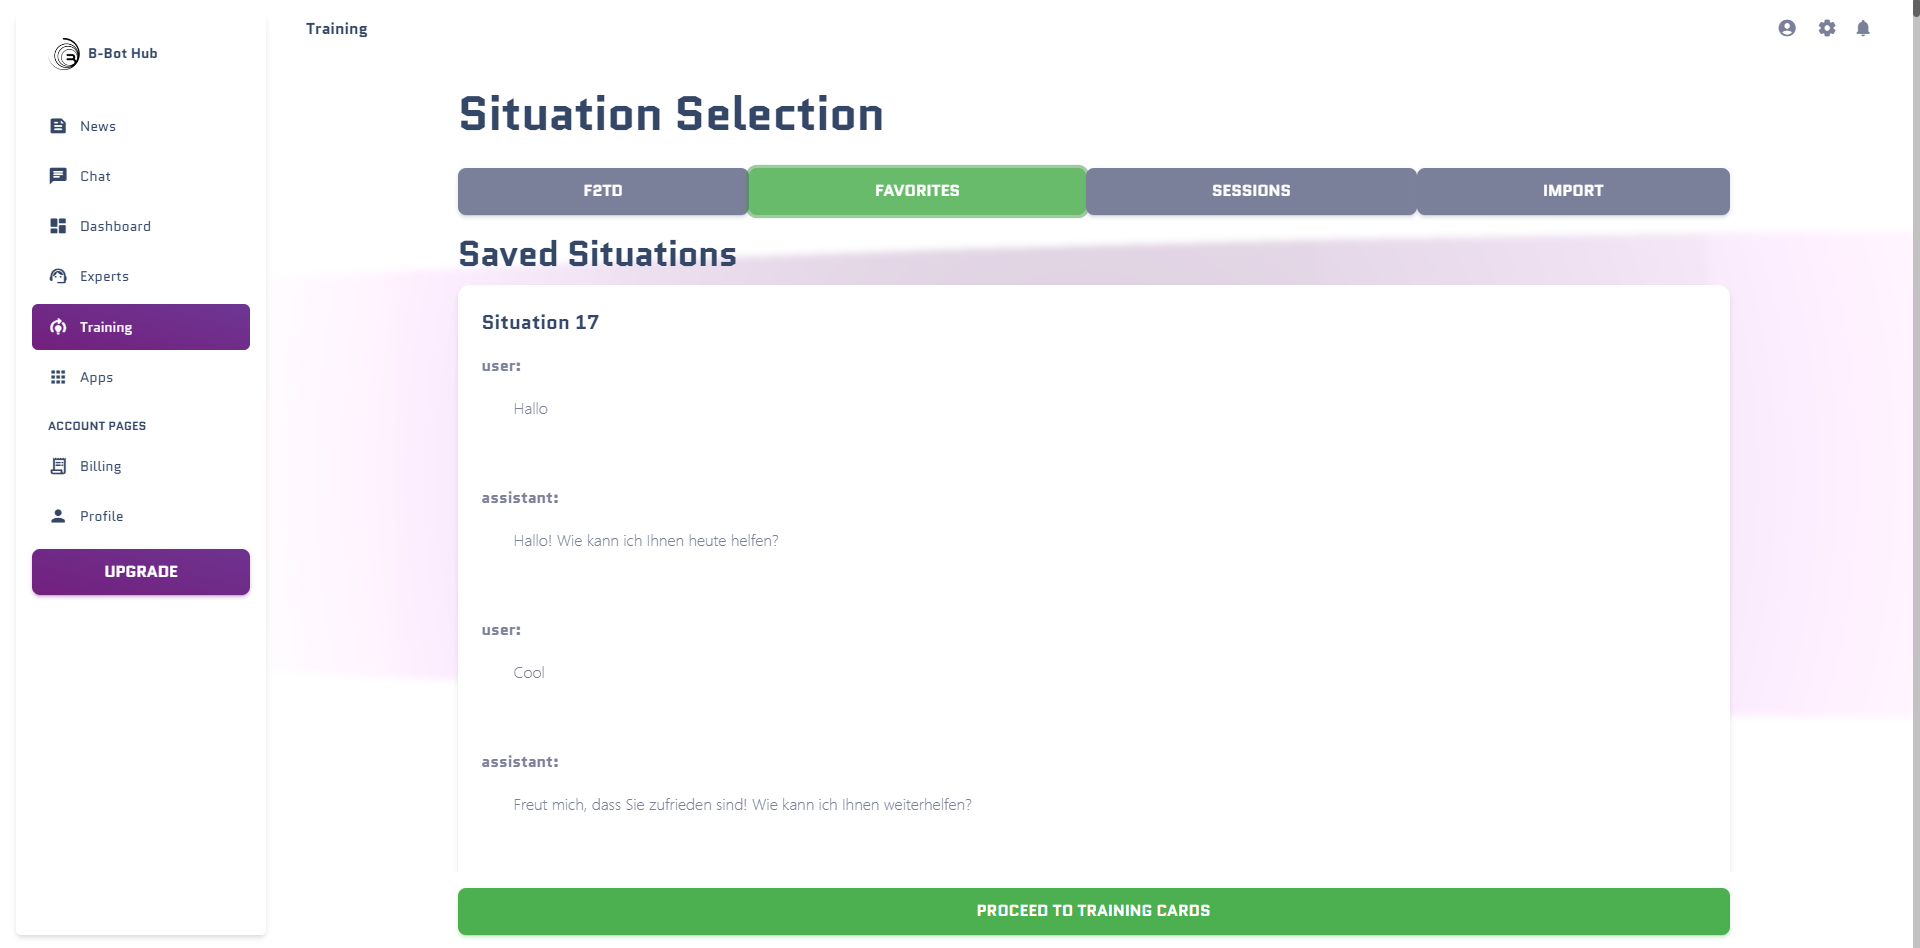 B-Bot Hub
News
Chat
Dashboard
Experts
Training
Apps
ACCOUNT PAGES
Billing
Profile
UPGRADE
Training
Situation Selection
F2TD
FAVORITES
SESSIONS
IMPORT
Saved Situations
Situation 17
user:
Hallo
assistant:
Hallo! Wie kann ich Ihnen heute helfen?
user:
Cool
assistant:
Freut mich, dass Sie zufrieden sind! Wie kann ich Ihnen weiterhelfen?
PROCEED TO TRAINING CARDS